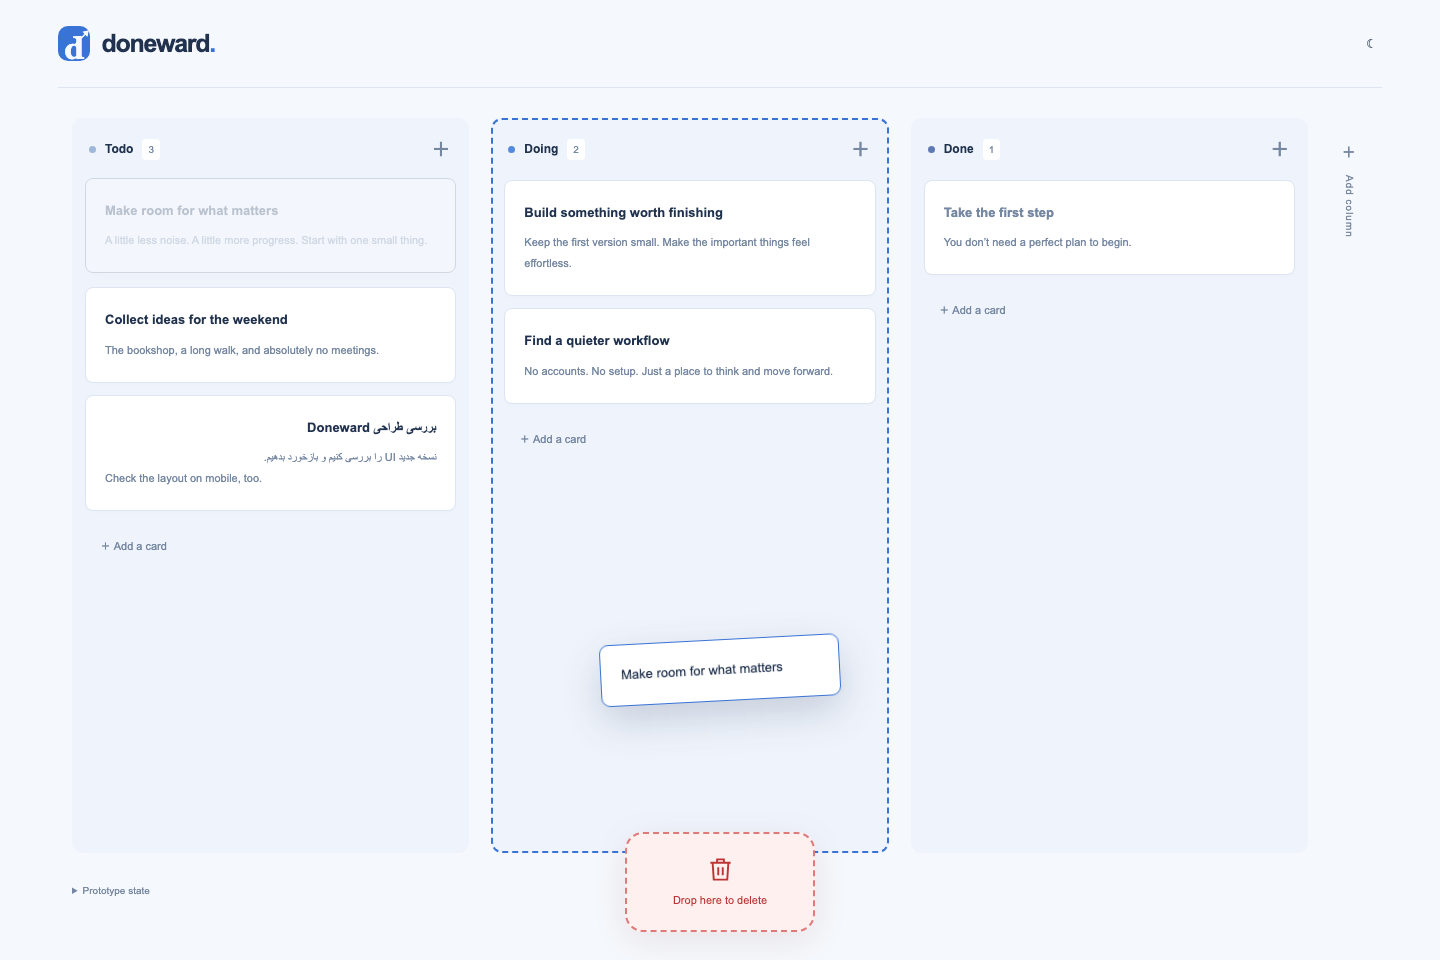 doneward.
Todo 3
Make room for what matters
A little less noise. A little more progress. Start with one small thing.
Collect ideas for the weekend
The bookshop, a long walk, and absolutely no meetings.
بررسی طراحی Doneward
نسخه جدید UI را بررسی کنیم و بازخورد بدهیم.
Check the layout on mobile, too.
+ Add a card
Doing 2
Build something worth finishing
Keep the first version small. Make the important things feel
effortless.
Find a quieter workflow
No accounts. No setup. Just a place to think and move forward.
+ Add a card
Make room for what matters
Done 1
Take the first step
You don’t need a perfect plan to begin.
+ Add a card
+ Add column
Drop here to delete
Prototype state